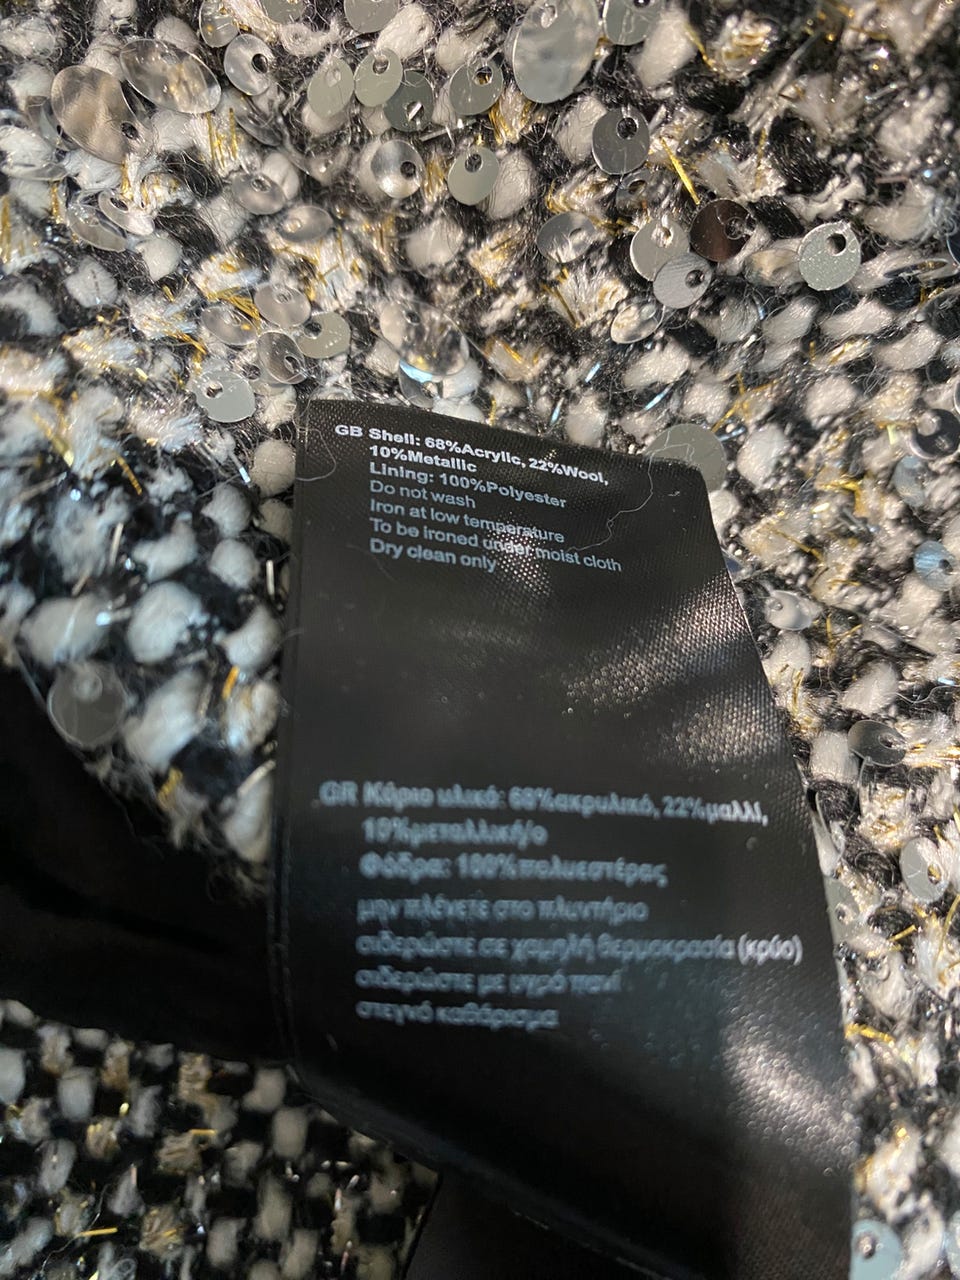 GB Shell: 68%Acrylic, 22%Wool,
10%Metallic
Lining: 100%Polyester
Do not wash
Iron at low temperature
To be ironed under moist cloth
Dry clean only
GR Κύριο υλικό: 68%ακρυλικό, 22%μαλλί,
10%μεταλλική/ο
Φόδρα: 100%πολυεστέρας
μην πλένετε στο πλυντήριο
σιδερώστε σε χαμηλή θερμοκρασία (κρύο)
σιδερώστε με υγρό πανί
στεγνό καθάρισμα